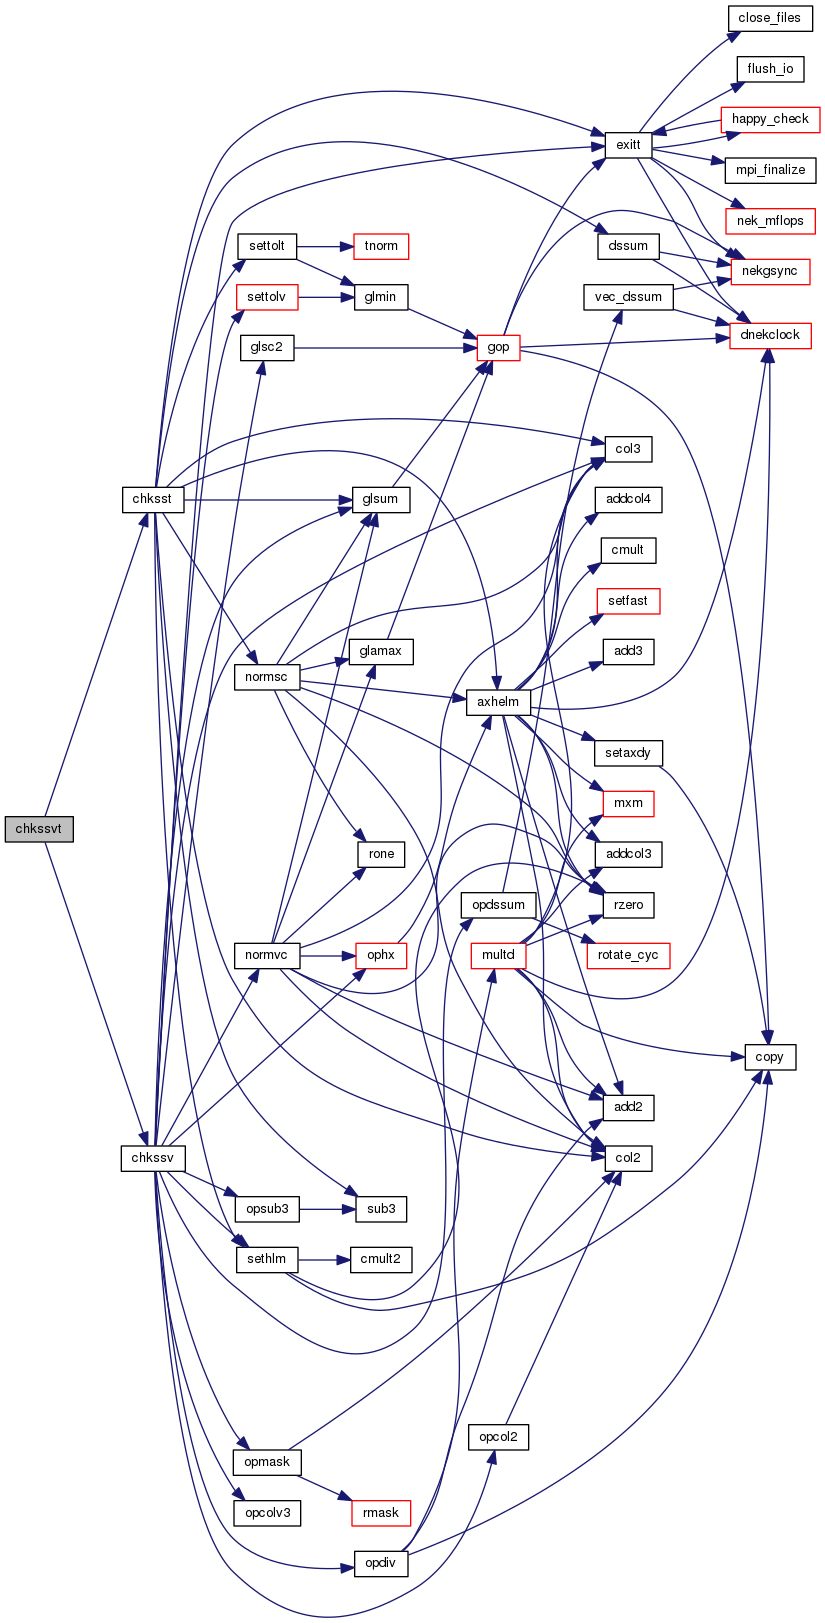 close_files
flush_io
happy_check
exitt
mpi_finalize
nek_mflops
settolt
tnorm
dssum
nekgsync
settolv
glmin
vec_dssum
dnekclock
glsc2
gop
col3
chksst
glsum
addcol4
cmult
setfast
glamax
add3
normsc
axhelm
setaxdy
mxm
chkssvt
rone
addcol3
opdssum
rzero
normvc
ophx
multd
rotate_cyc
copy
add2
chkssv
col2
opsub3
sub3
sethlm
cmult2
opcol2
opmask
opcolv3
rmask
opdiv